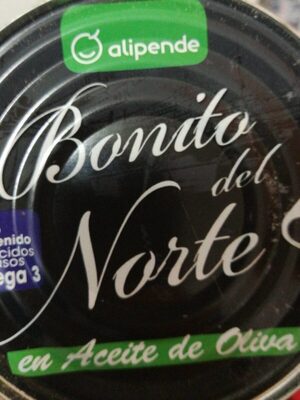 alipende
Bonito
del
Norte
en Aceite de Oliva